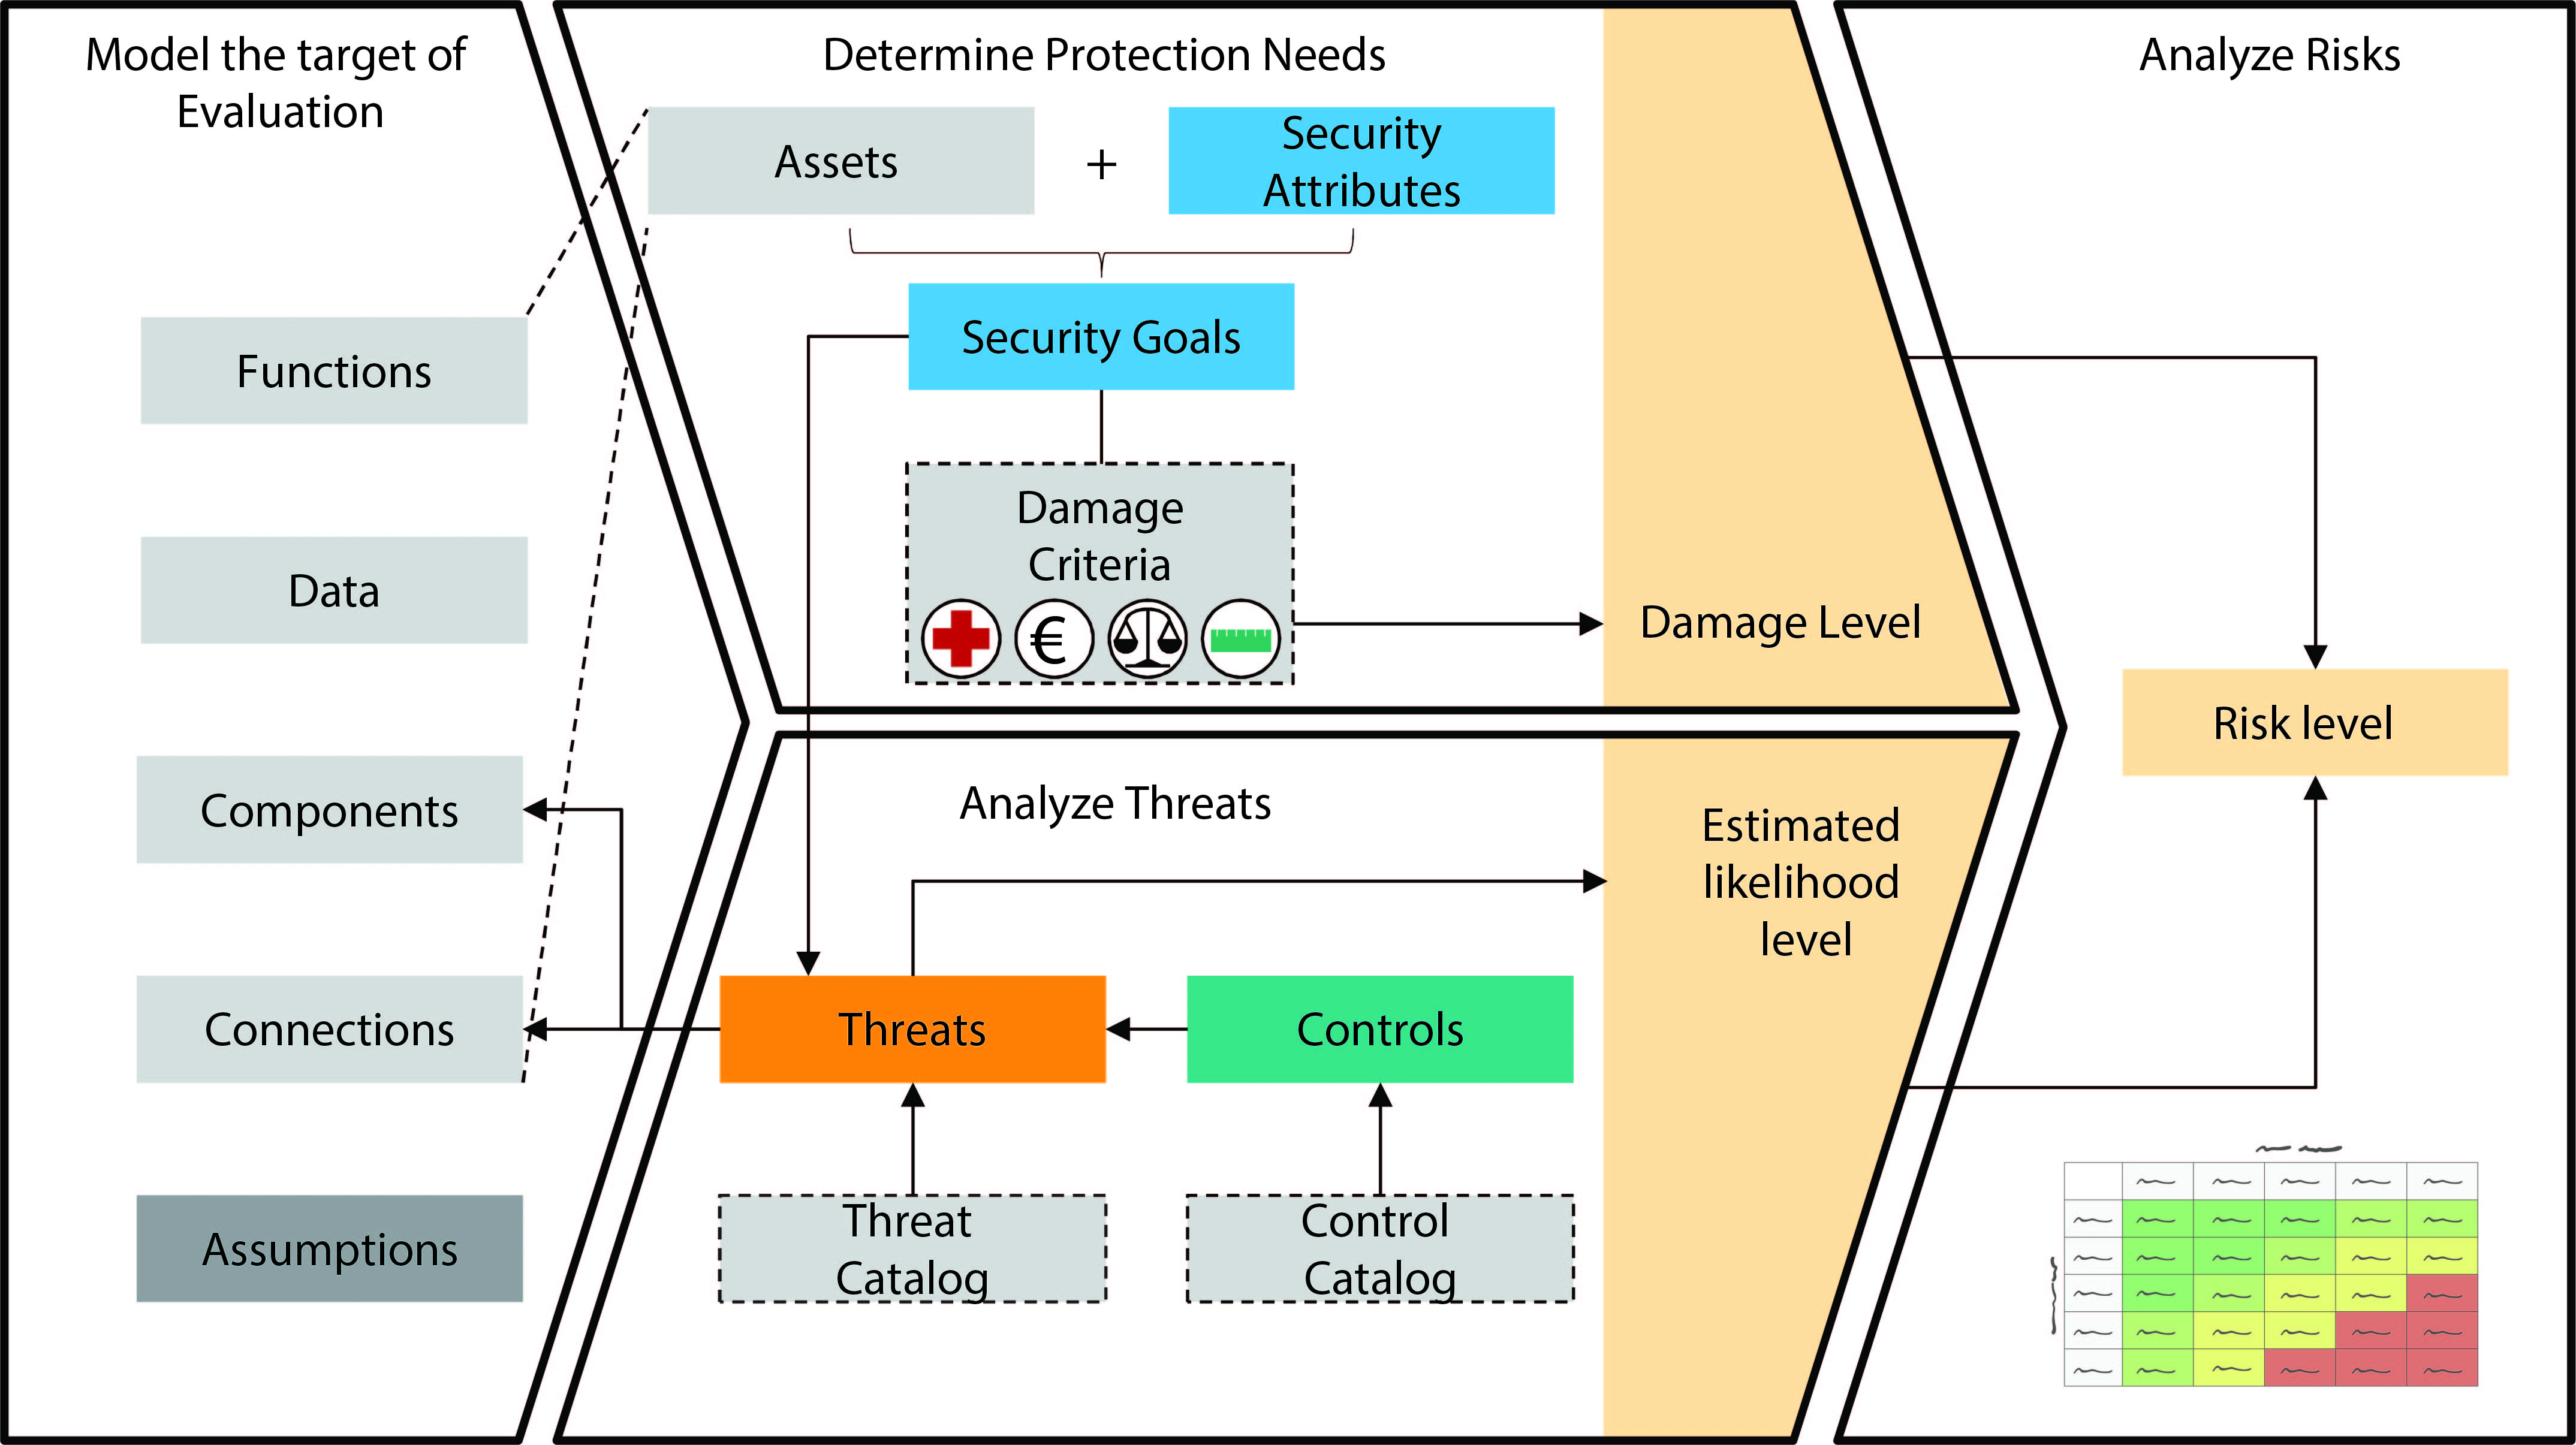 Model the target of
Evaluation
Functions
Data
Components
Connections
Assumptions
Determine Protection Needs
Assets
+
Security
Attributes
Security Goals
Damage
Criteria
€
Damage Level
Analyze Threats
Estimated
likelihood
level
Threats
Controls
Threat
Catalog
Control
Catalog
Analyze Risks
Risk level